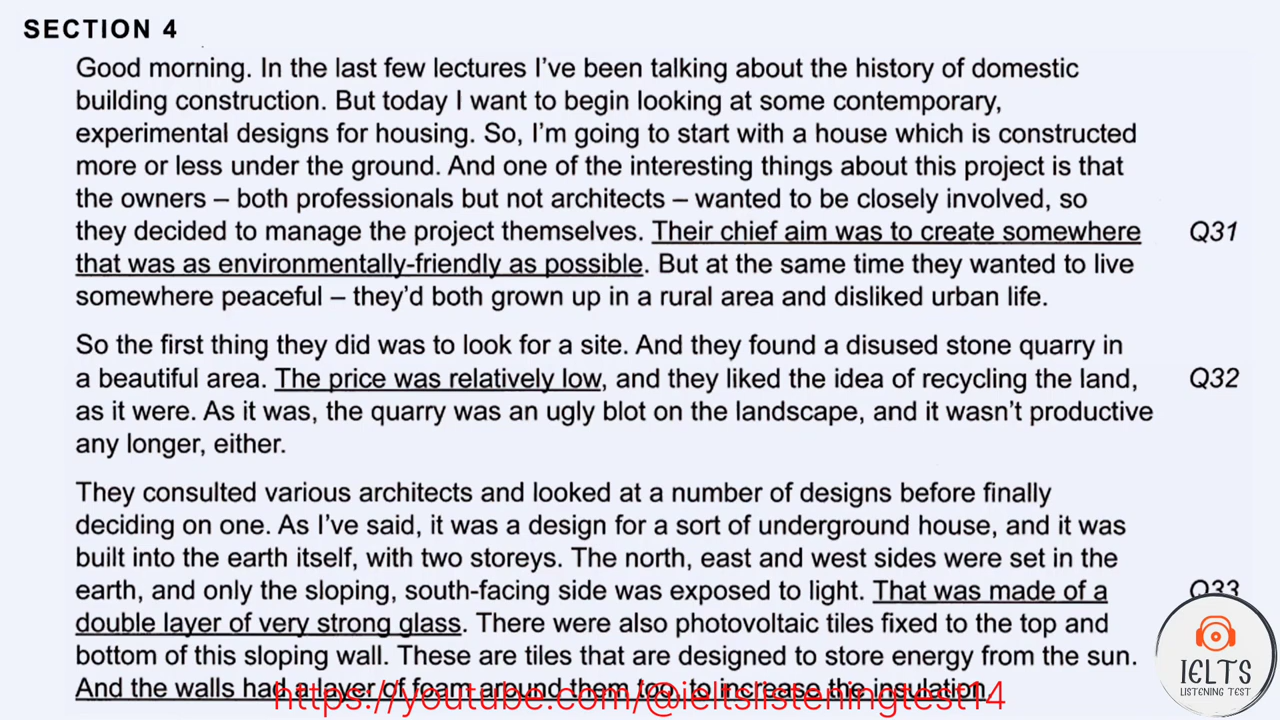 SECTION 4
Good morning. In the last few lectures I've been talking about the history of domestic
building construction. But today I want to begin looking at some contemporary,
experimental designs for housing. So, I'm going to start with a house which is constructed
more or less under the ground. And one of the interesting things about this project is that
the owners – both professionals but not architects – wanted to be closely involved, so
they decided to manage the project themselves. Their chief aim was to create somewhere Q31
that was as environmentally-friendly as possible. But at the same time they wanted to live
somewhere peaceful – they'd both grown up in a rural area and disliked urban life.
So the first thing they did was to look for a site. And they found a disused stone quarry in
a beautiful area. The price was relatively low, and they liked the idea of recycling the land, Q32
as it were. As it was, the quarry was an ugly blot on the landscape, and it wasn't productive
any longer, either.
They consulted various architects and looked at a number of designs before finally
deciding on one. As I've said, it was a design for a sort of underground house, and it was
built into the earth itself, with two storeys. The north, east and west sides were set in the
earth, and only the sloping, south-facing side was exposed to light. That was made of a Q33
double layer of very strong glass. There were also photovoltaic tiles fixed to the top and
bottom of this sloping wall. These are tiles that are designed to store energy from the sun.
And the walls had a layer of foam around them too, to increase the insulation.
https://youtube.com/@ieltslisteningtest14
IELTS
LISTENING TEST